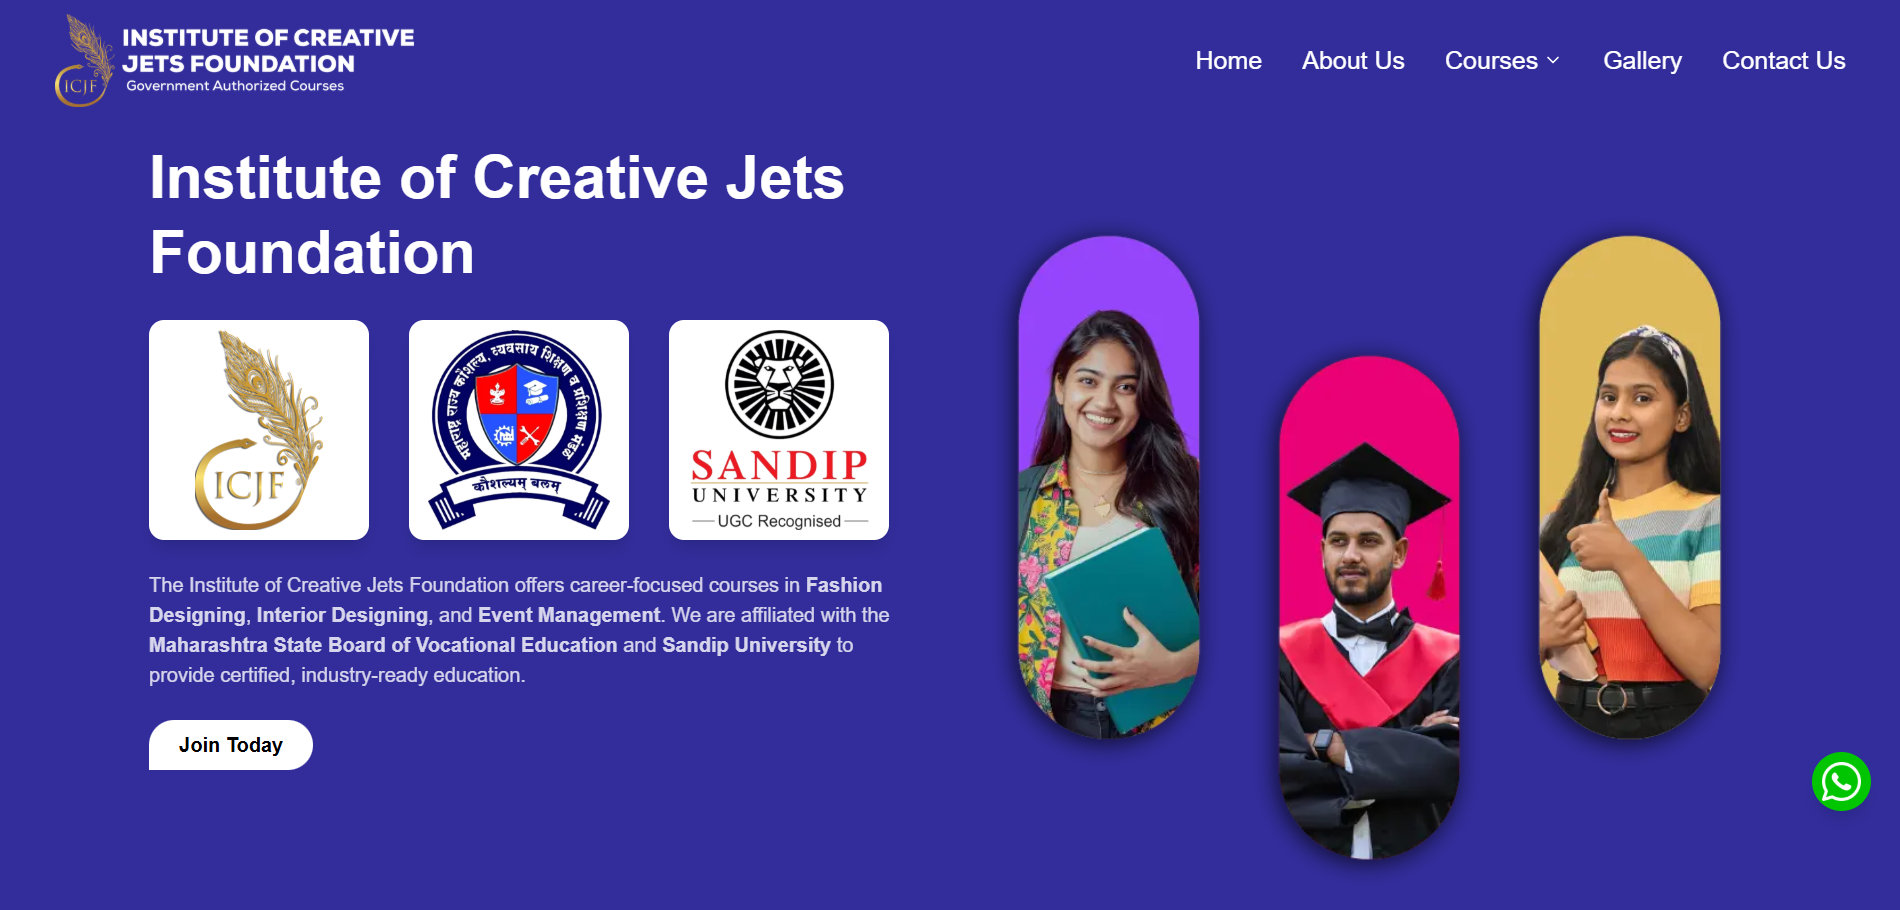 INSTITUTE OF CREATIVE
JETS FOUNDATION
Government Authorized Courses
ICJF
Home
About Us
Courses
Gallery
Contact Us
Institute of Creative Jets
Foundation
ICJF
महाराष्ट्र राज्य कौशल्य, व्यवसाय शिक्षण व प्रशिक्षण मंडळ
कौशल्यम् बलम्
SANDIP
UNIVERSITY
UGC Recognised
The Institute of Creative Jets Foundation offers career-focused courses in Fashion
Designing, Interior Designing, and Event Management. We are affiliated with the
Maharashtra State Board of Vocational Education and Sandip University to
provide certified, industry-ready education.
Join Today